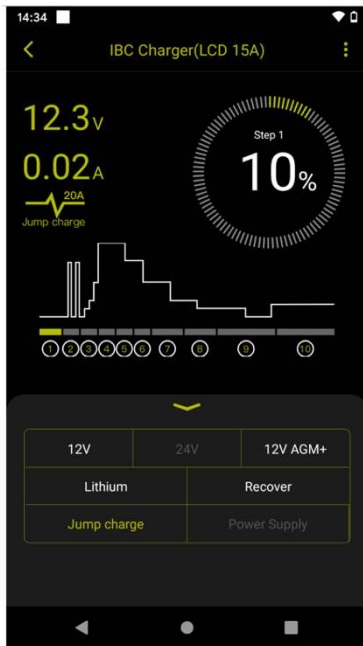 14:34
IBC Charger(LCD 15A)
12.3V
0.02A
20A
Jump charge
Step 1
10%
1 2 3 4 5 6 7 8 9 10
12V 24V 12V AGM+
Lithium Recover
Jump charge Power Supply